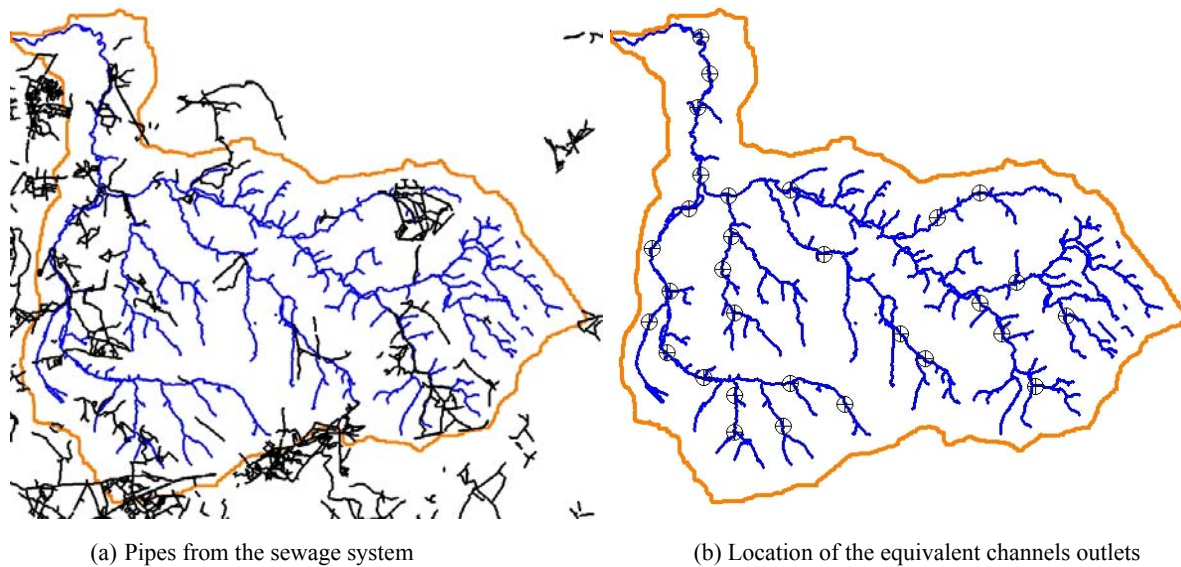 (a) Pipes from the sewage system
(b) Location of the equivalent channels outlets